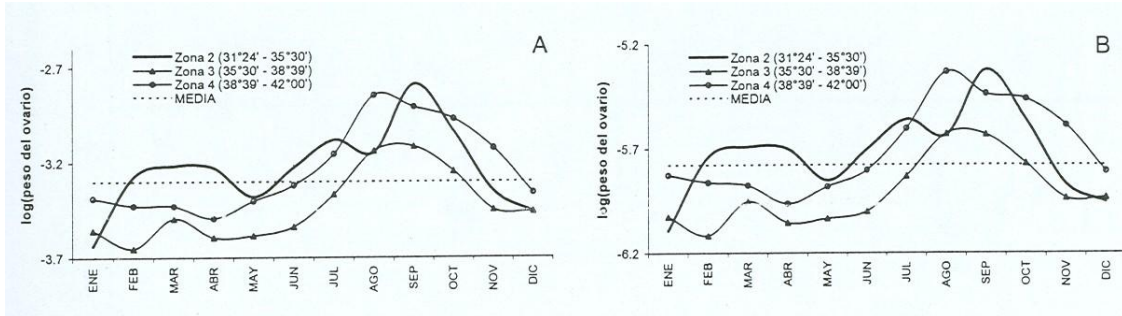 A
Zona 2 (31°24' - 35°30')
Zona 3 (35°30' - 38°39')
Zona 4 (38°39' - 42°00')
MEDIA
log(peso del ovario)
-2.7
-3.2
-3.7
ENE
FEB
MAR
ABR
MAY
JUN
JUL
AGO
SEP
OCT
NOV
DIC
B
Zona 2 (31°24' - 35°30')
Zona 3 (35°30' - 38°39')
Zona 4 (38°39' - 42°00')
MEDIA
log(peso del ovario)
-5.2
-5.7
-6.2
ENE
FEB
MAR
ABR
MAY
JUN
JUL
AGO
SEP
OCT
NOV
DIC